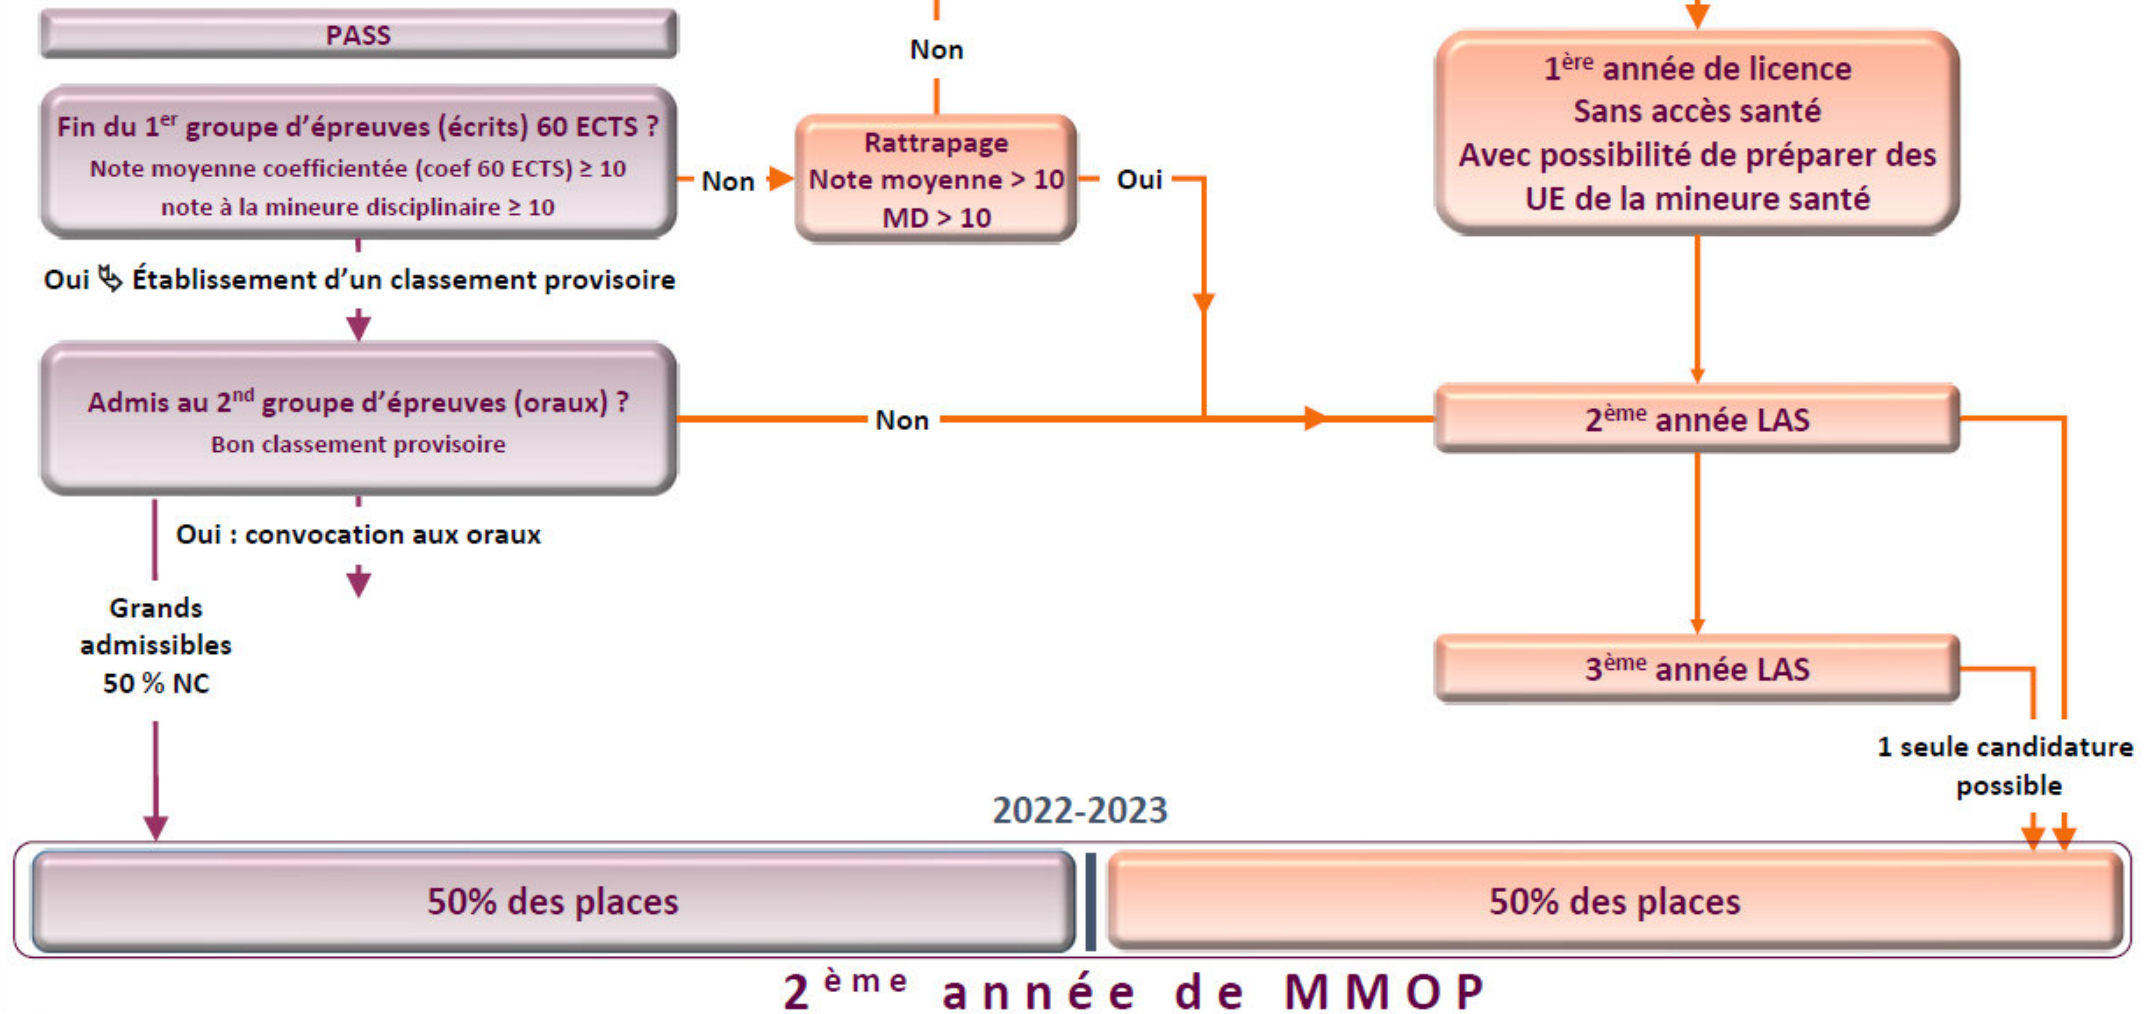 PASS
Fin du 1er groupe d'épreuves (écrits) 60 ECTS ?
Note moyenne coefficientée (coef 60 ECTS) ≥ 10
note à la mineure disciplinaire ≥ 10
Non
Non
Rattrapage
Note moyenne > 10
MD > 10
Oui
1ère année de licence
Sans accès santé
Avec possibilité de préparer des
UE de la mineure santé
Oui ⮡ Établissement d'un classement provisoire
Admis au 2nd groupe d'épreuves (oraux) ?
Bon classement provisoire
Non
2ème année LAS
Oui : convocation aux oraux
Grands
admissibles
50 % NC
3ème année LAS
1 seule candidature
possible
2022-2023
50% des places
50% des places
2ème année de MMOP